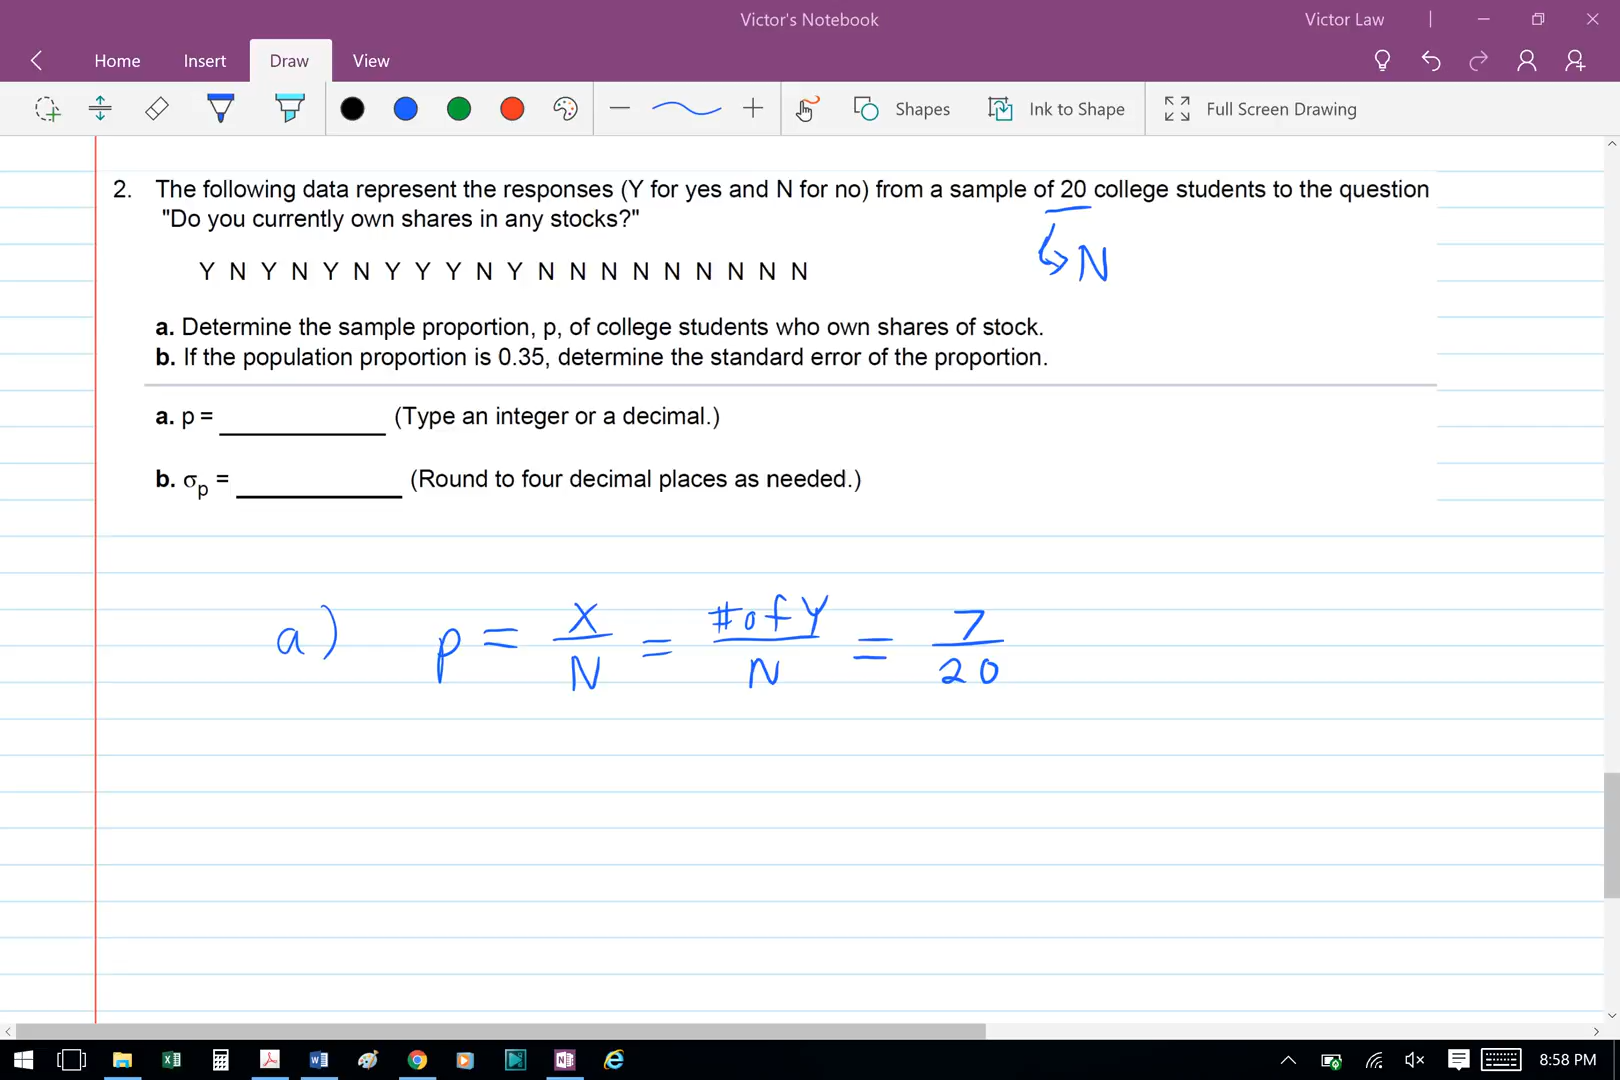 Victor's Notebook
Victor Law
Home Insert Draw View
Shapes Ink to Shape Full Screen Drawing
2. The following data represent the responses (Y for yes and N for no) from a sample of 20 college students to the question
"Do you currently own shares in any stocks?"
N
Y N Y N Y N Y Y Y N Y N N N N N N N N N
a. Determine the sample proportion, p, of college students who own shares of stock.
b. If the population proportion is 0.35, determine the standard error of the proportion.
a. p = ____________ (Type an integer or a decimal.)
b. σp = ____________ (Round to four decimal places as needed.)
a) p = X/N = # of Y/N = 7/20
8:58 PM